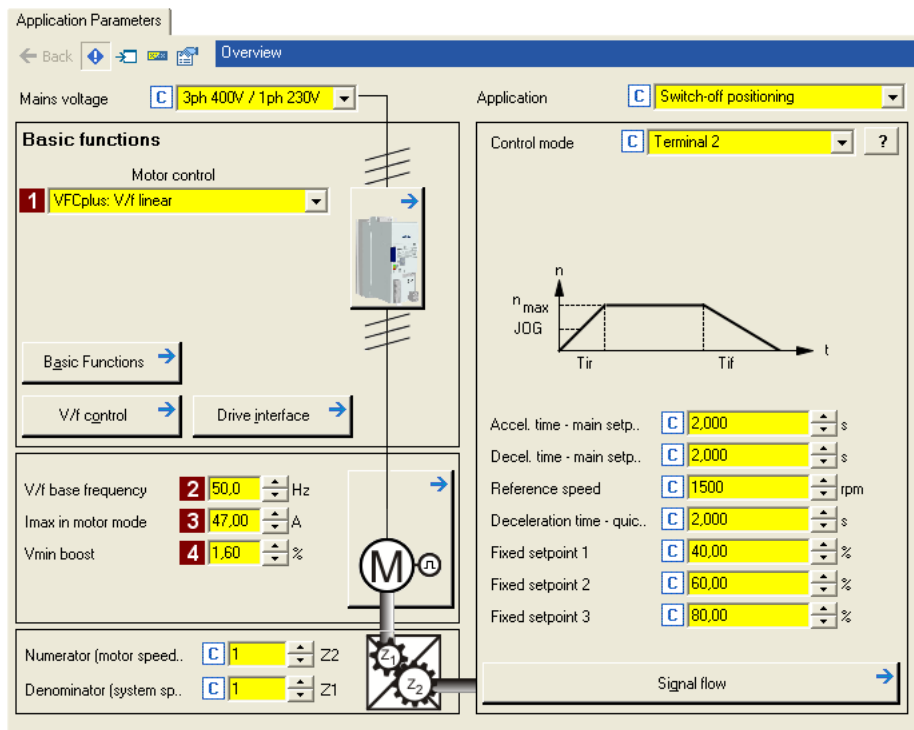 Application Parameters
Back
Overview
Mains voltage C 3ph 400V / 1ph 230V
Application C Switch-off positioning
Basic functions
Motor control
1 VFCplus: V/f linear
Basic Functions
V/f control
Drive interface
V/f base frequency 2 50,0 Hz
Imax in motor mode 3 47,00 A
Vmin boost 4 1,60 %
M
Numerator (motor speed.. C 1 Z2
Denominator (system sp.. C 1 Z1
Z1
Z2
Control mode C Terminal 2 ?
n
n max
JOG
t
Tir
Tif
Accel. time - main setp.. C 2,000 s
Decel. time - main setp.. C 2,000 s
Reference speed C 1500 rpm
Deceleration time - quic.. C 2,000 s
Fixed setpoint 1 C 40,00 %
Fixed setpoint 2 C 60,00 %
Fixed setpoint 3 C 80,00 %
Signal flow